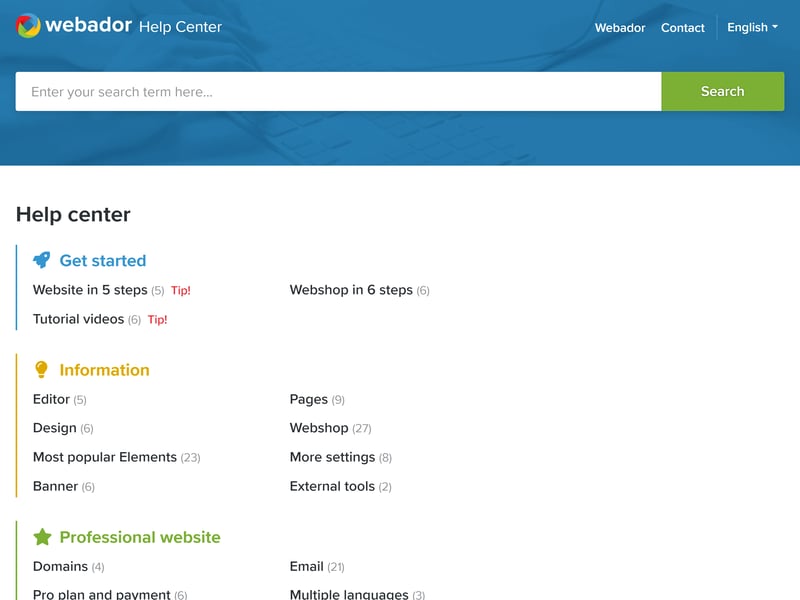 webador Help Center
Webador Contact English
Enter your search term here...
Search
Help center
Get started
Website in 5 steps (5) Tip!
Webshop in 6 steps (6)
Tutorial videos (6) Tip!
Information
Editor (5)
Pages (9)
Design (6)
Webshop (27)
Most popular Elements (23)
More settings (8)
Banner (6)
External tools (2)
Professional website
Domains (4)
Email (21)
Pro plan and payment (6)
Multiple languages (3)